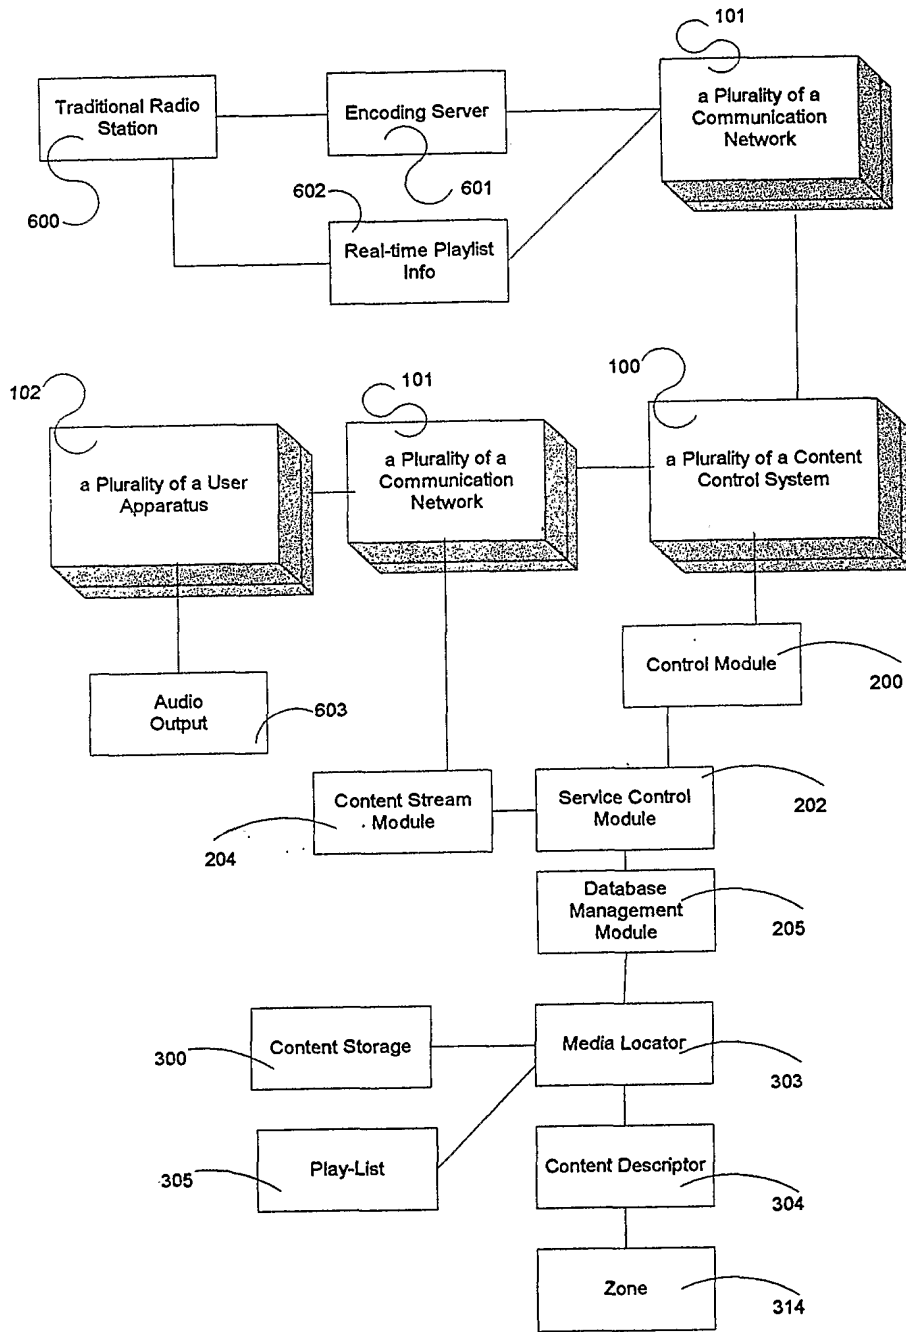 101
Traditional Radio
Station
Encoding Server
a Plurality of a
Communication
Network
600
602
601
Real-time Playlist
Info
102
101
100
a Plurality of a User
Apparatus
a Plurality of a
Communication
Network
a Plurality of a Content
Control System
Control Module
200
Audio
Output
603
Content Stream
Module
204
Service Control
Module
202
Database
Management
Module
205
300
Content Storage
Media Locator
303
305
Play-List
Content Descriptor
304
Zone
314